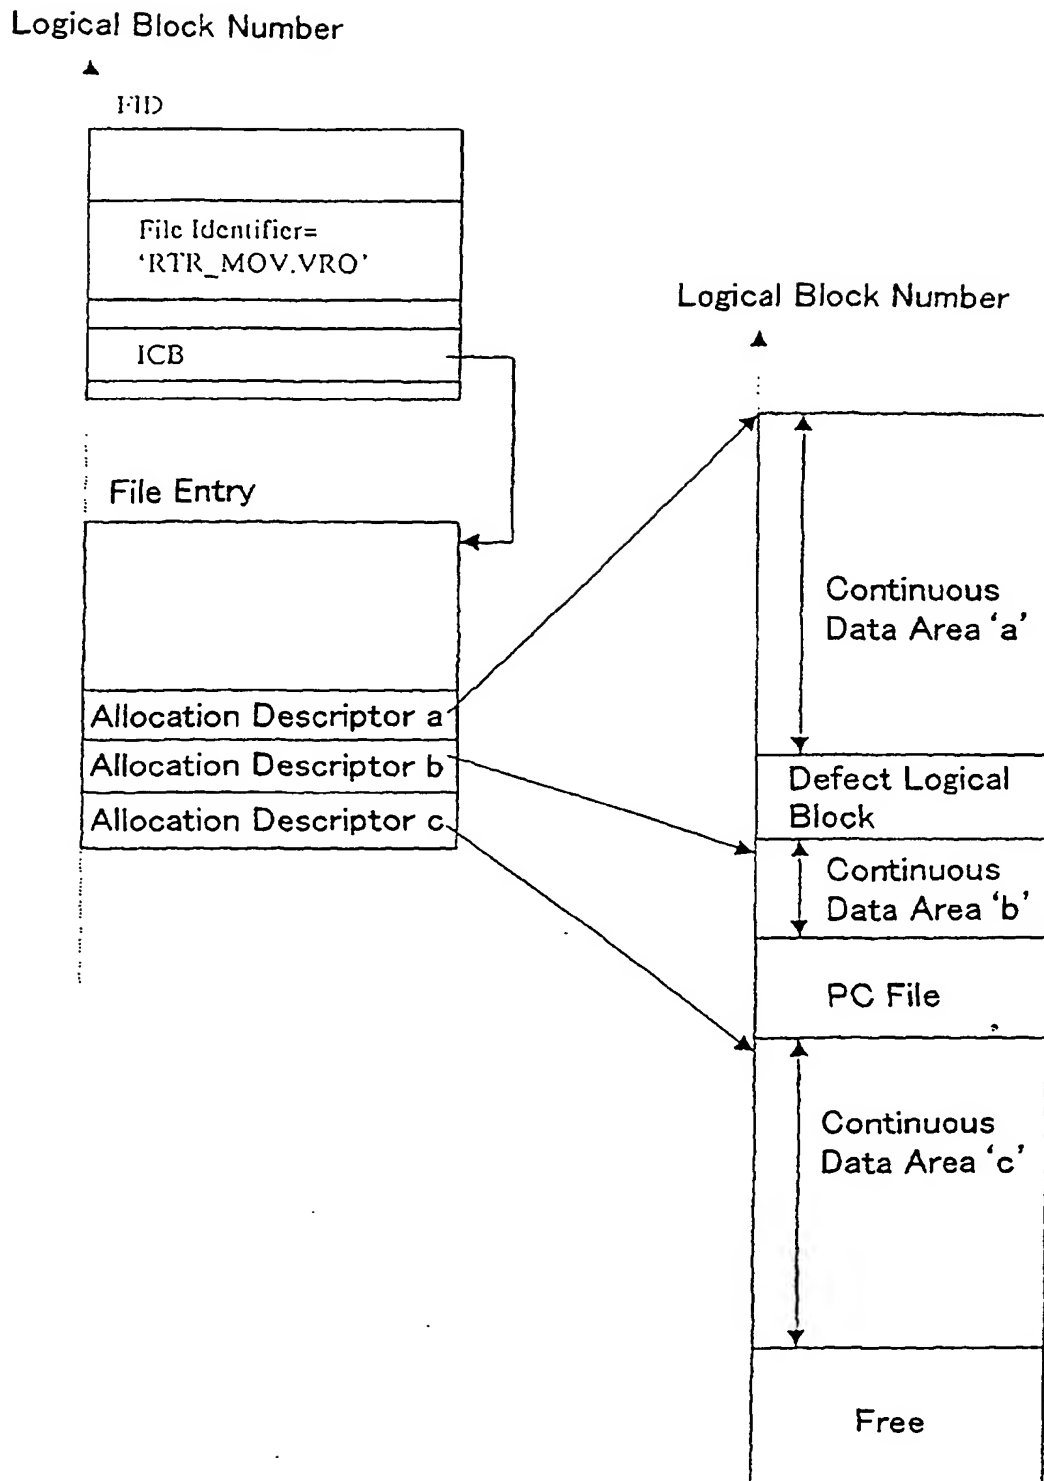 Logical Block Number
FID
File Identifier=
‘RTR_MOV.VRO’
ICB
File Entry
Allocation Descriptor a
Allocation Descriptor b
Allocation Descriptor c
Logical Block Number
Continuous
Data Area ‘a’
Defect Logical
Block
Continuous
Data Area ‘b’
PC File
Continuous
Data Area ‘c’
Free